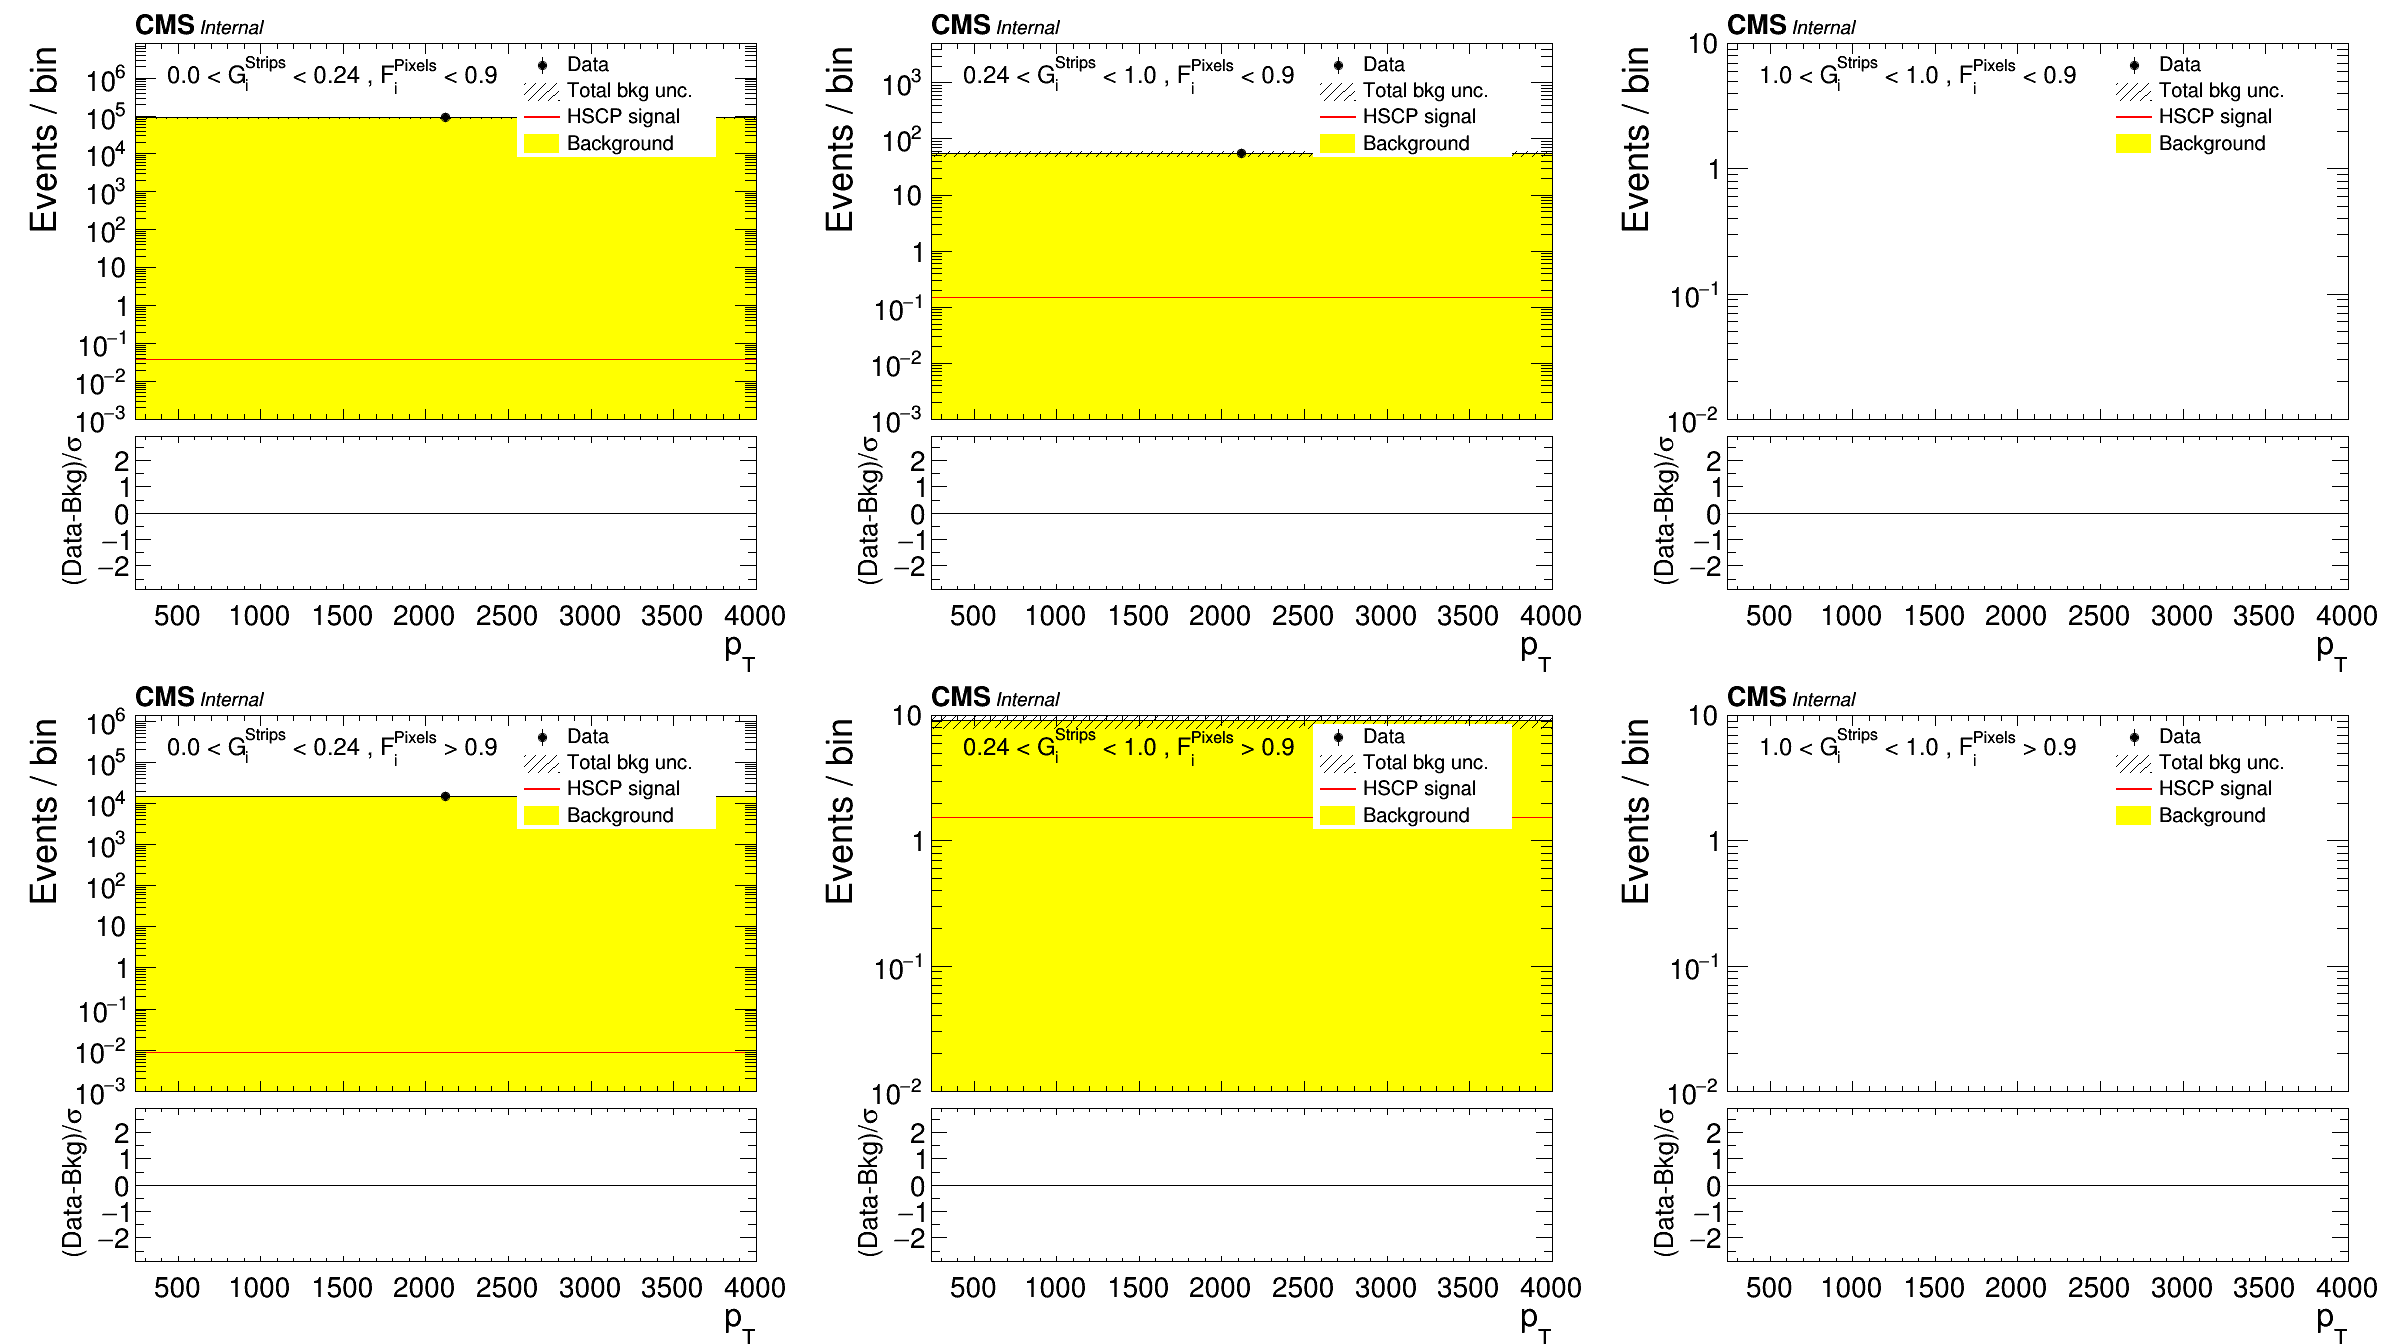 CMS Internal
Events / bin
0.0 < G_i^Strips < 0.24 , F_i^Pixels < 0.9
Data
Total bkg unc.
HSCP signal
Background
10^6
10^5
10^4
10^3
10^2
10
1
10^−1
10^−2
10^−3
(Data-Bkg)/σ
2
1
0
−1
−2
500 1000 1500 2000 2500 3000 3500 4000
p_T
CMS Internal
Events / bin
0.24 < G_i^Strips < 1.0 , F_i^Pixels < 0.9
Data
Total bkg unc.
HSCP signal
Background
10^3
10^2
10
1
10^−1
10^−2
10^−3
(Data-Bkg)/σ
2
1
0
−1
−2
500 1000 1500 2000 2500 3000 3500 4000
p_T
CMS Internal
Events / bin
1.0 < G_i^Strips < 1.0 , F_i^Pixels < 0.9
Data
Total bkg unc.
HSCP signal
Background
10
1
10^−1
10^−2
(Data-Bkg)/σ
2
1
0
−1
−2
500 1000 1500 2000 2500 3000 3500 4000
p_T
CMS Internal
Events / bin
0.0 < G_i^Strips < 0.24 , F_i^Pixels > 0.9
Data
Total bkg unc.
HSCP signal
Background
10^6
10^5
10^4
10^3
10^2
10
1
10^−1
10^−2
10^−3
(Data-Bkg)/σ
2
1
0
−1
−2
500 1000 1500 2000 2500 3000 3500 4000
p_T
CMS Internal
Events / bin
0.24 < G_i^Strips < 1.0 , F_i^Pixels > 0.9
Data
Total bkg unc.
HSCP signal
Background
10
1
10^−1
10^−2
(Data-Bkg)/σ
2
1
0
−1
−2
500 1000 1500 2000 2500 3000 3500 4000
p_T
CMS Internal
Events / bin
1.0 < G_i^Strips < 1.0 , F_i^Pixels > 0.9
Data
Total bkg unc.
HSCP signal
Background
10
1
10^−1
10^−2
(Data-Bkg)/σ
2
1
0
−1
−2
500 1000 1500 2000 2500 3000 3500 4000
p_T